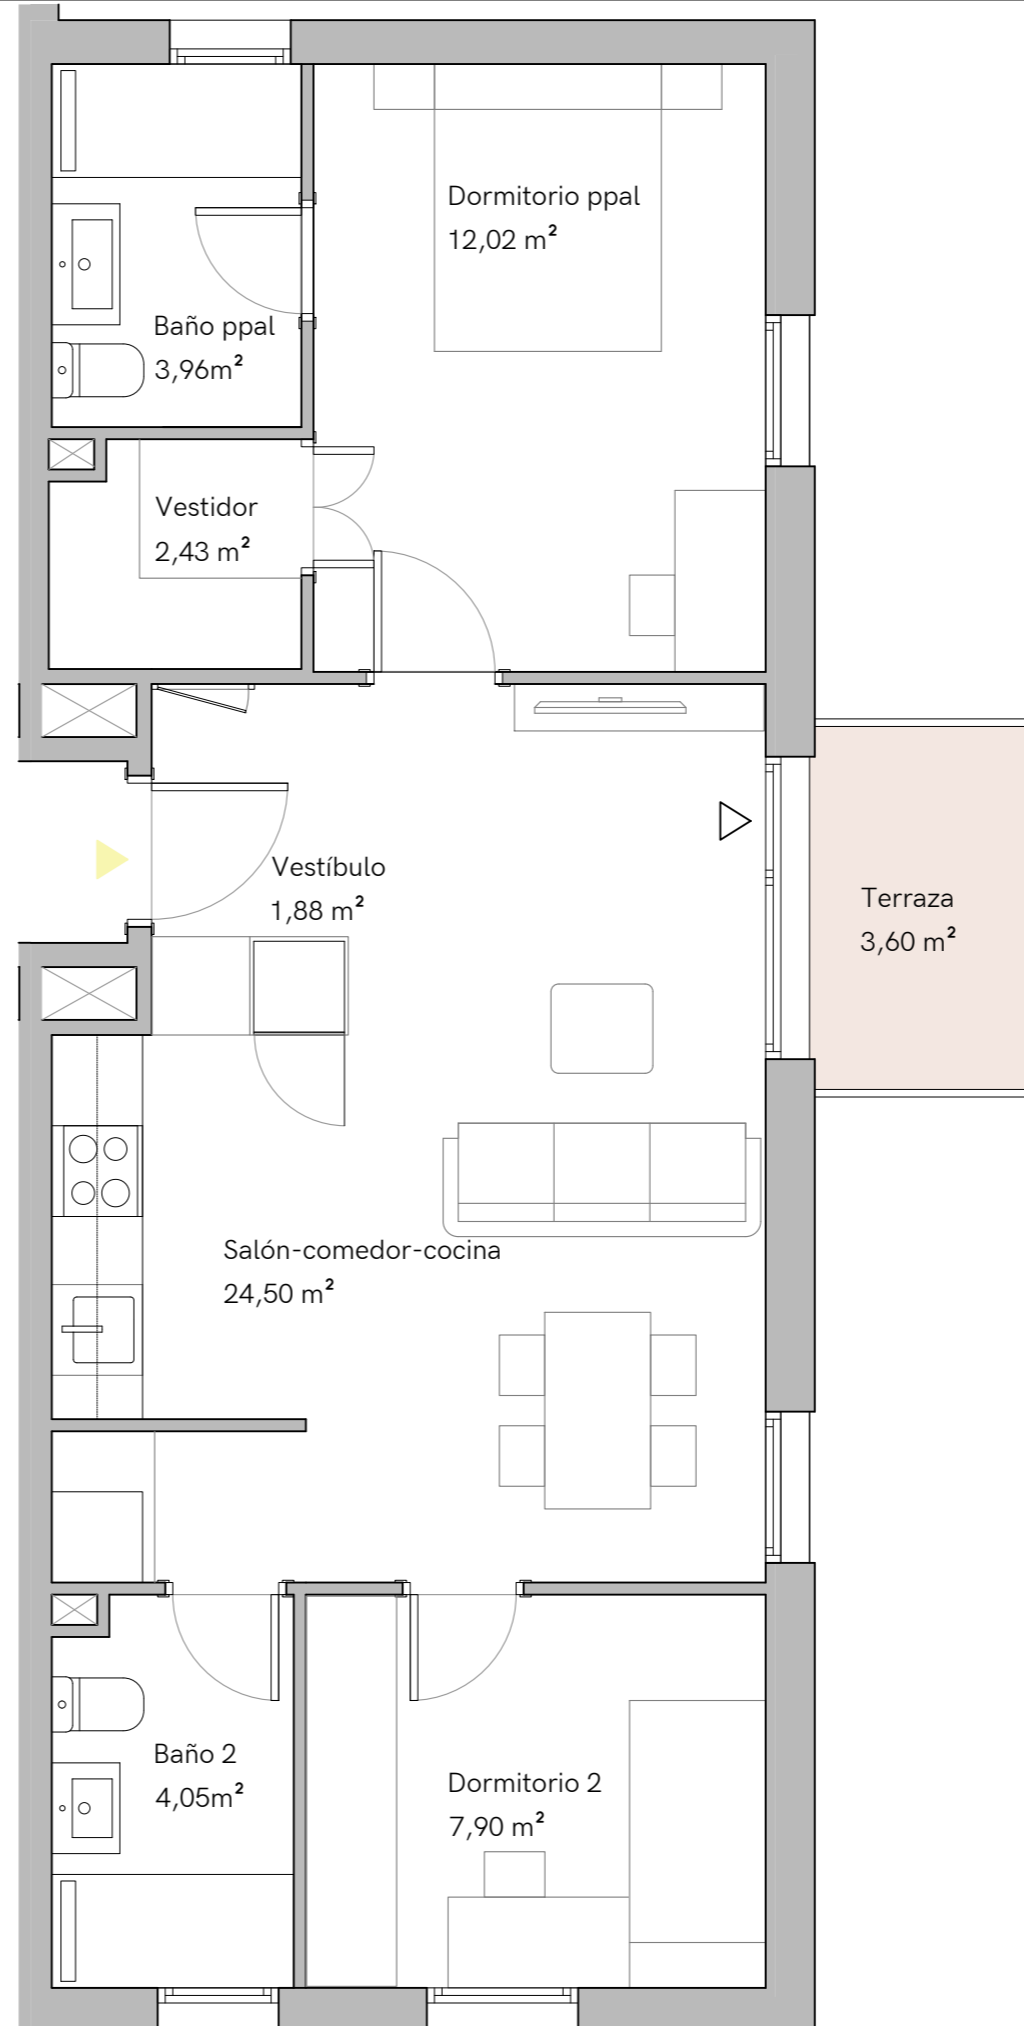 Dormitorio ppal
12,02 m²
Baño ppal
3,96m²
Vestidor
2,43 m²
Vestíbulo
1,88 m²
Terraza
3,60 m²
Salón-comedor-cocina
24,50 m²
Baño 2
4,05m²
Dormitorio 2
7,90 m²